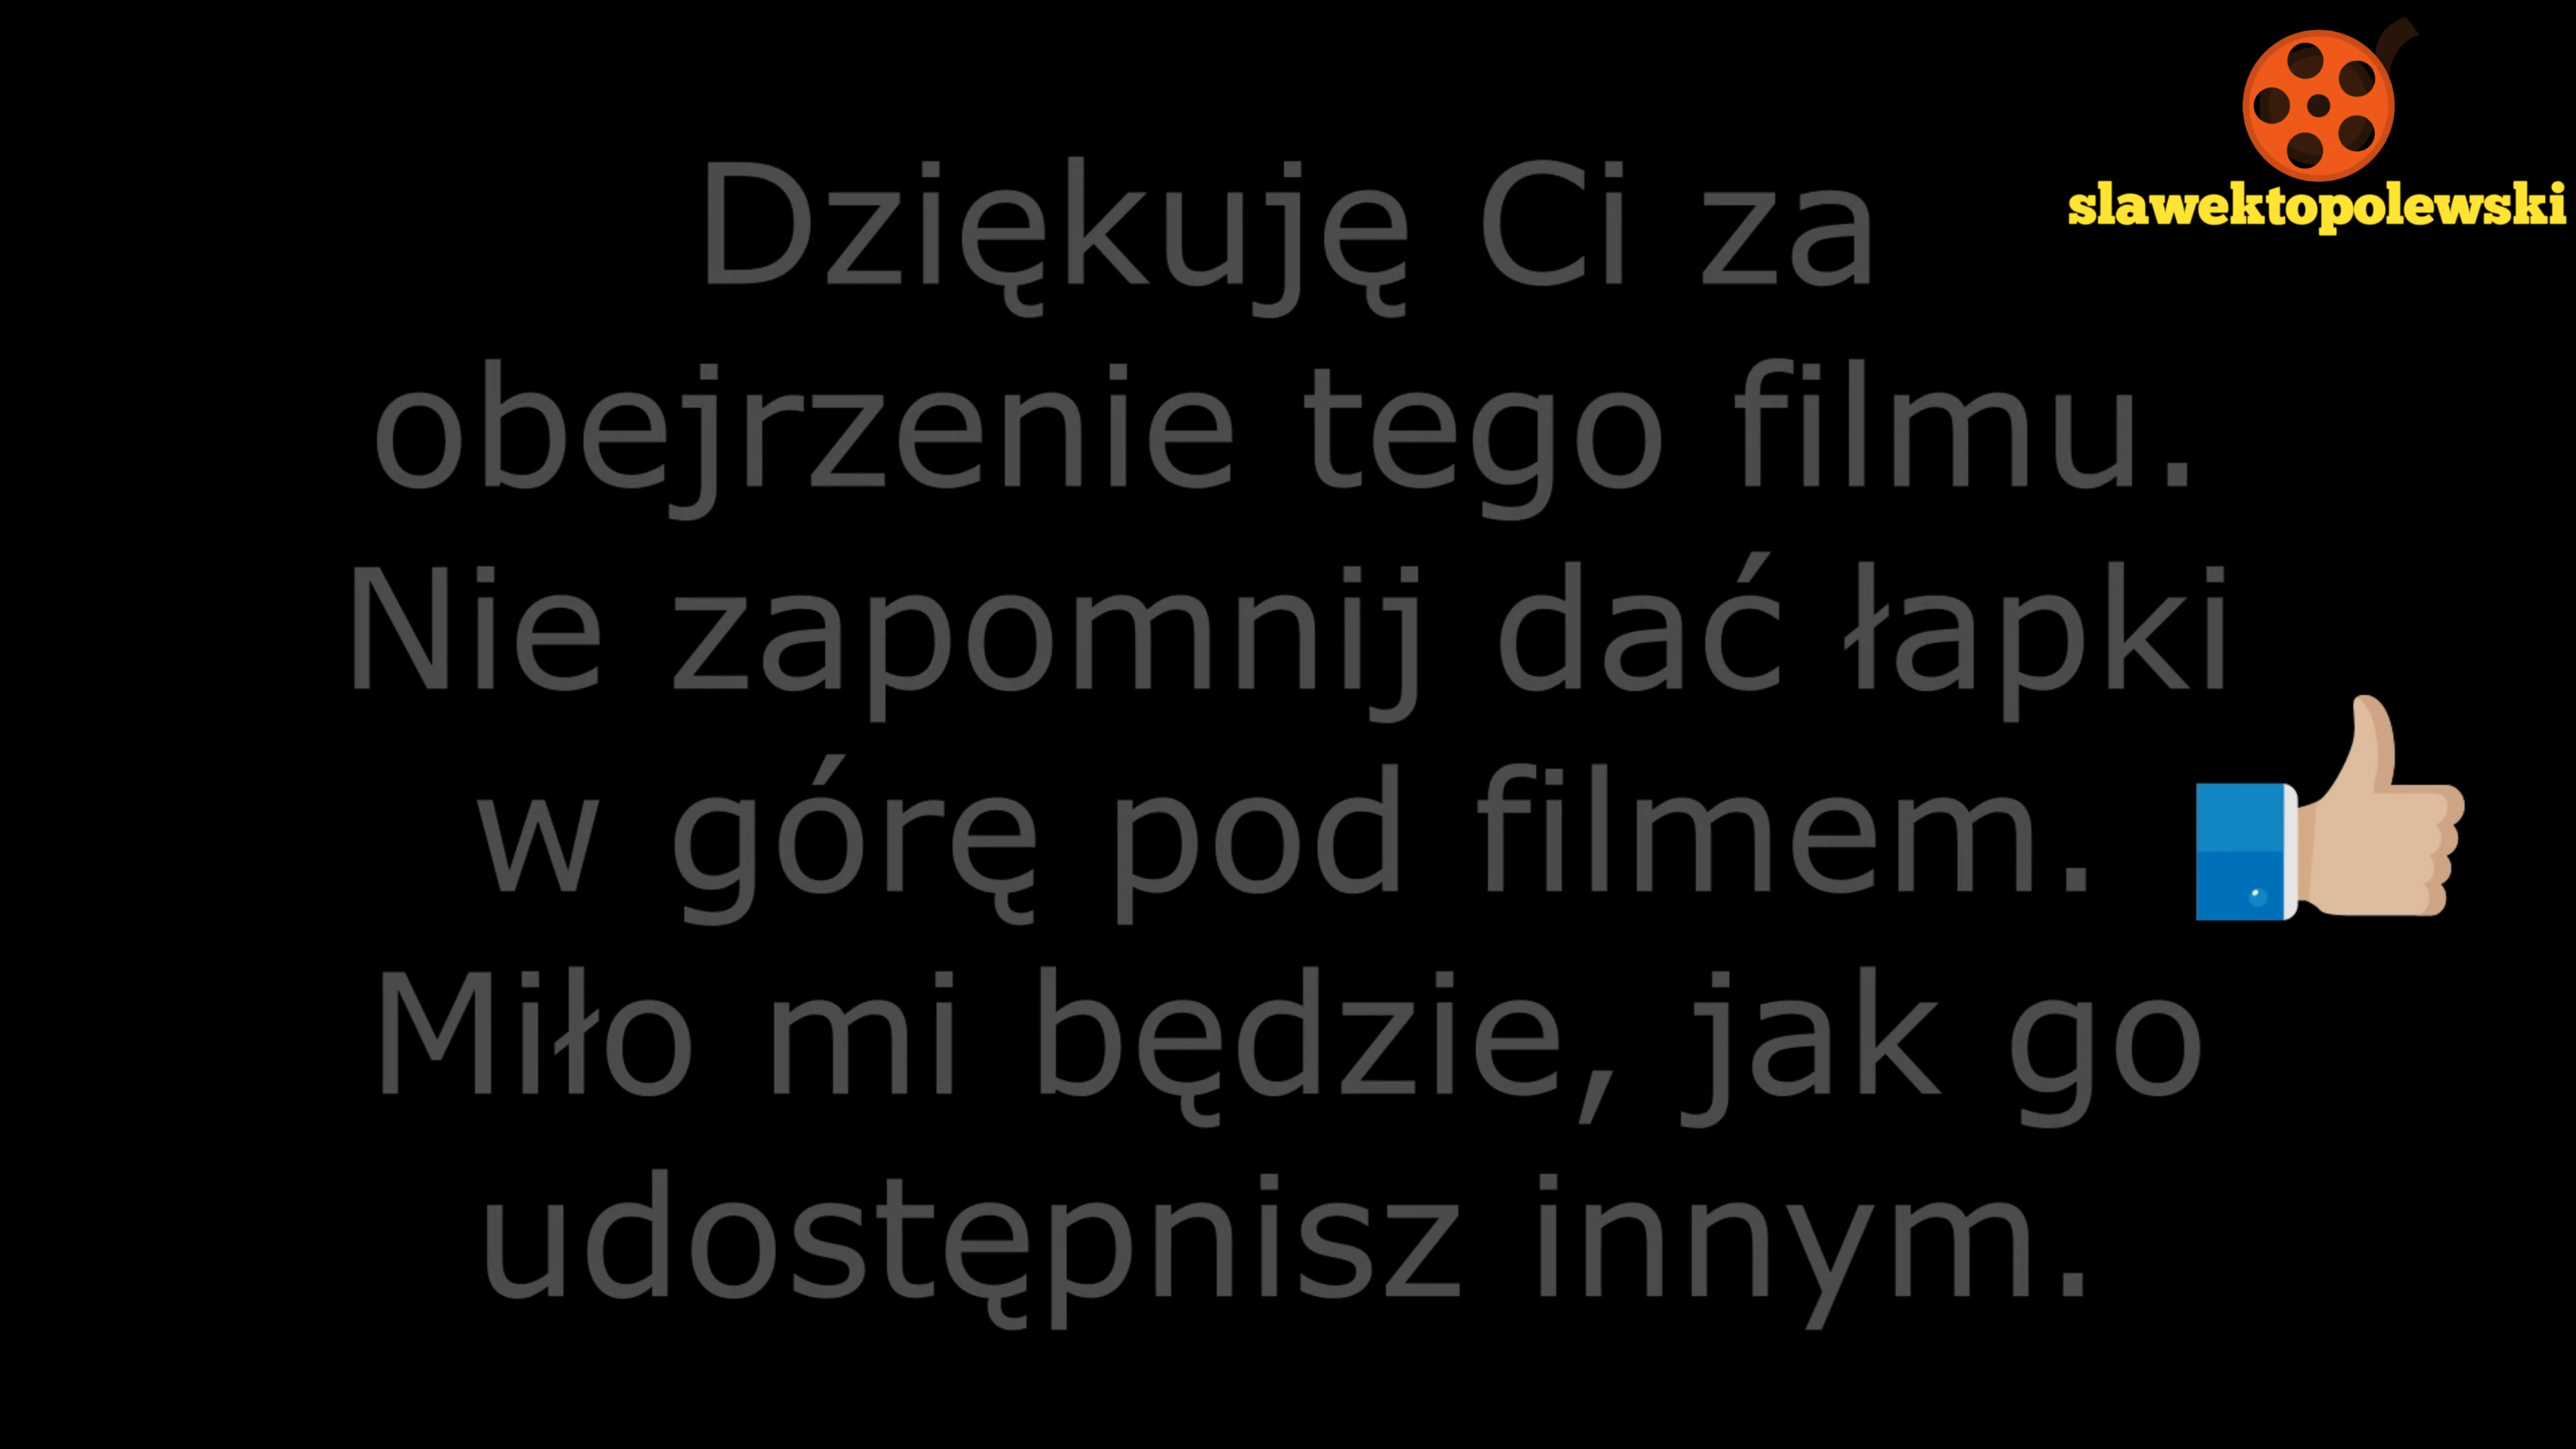 slawektopolewski
Dziękuję Ci za
obejrzenie tego filmu.
Nie zapomnij dać łapki
w górę pod filmem.
Miło mi będzie, jak go
udostępnisz innym.